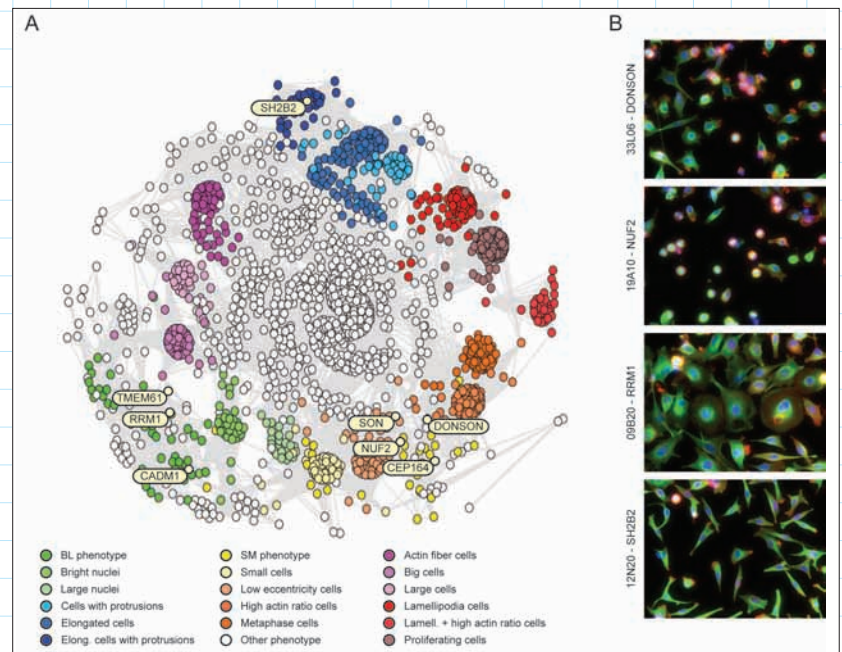 A
B
SH2B2
TMEM61
RRM1
CADM1
SON
DONSON
NUF2
CEP164
BL phenotype
Bright nuclei
Large nuclei
Cells with protrusions
Elongated cells
Elong. cells with protrusions
SM phenotype
Small cells
Low eccentricity cells
High actin ratio cells
Metaphase cells
Other phenotype
Actin fiber cells
Big cells
Large cells
Lamellipodia cells
Lamell. + high actin ratio cells
Proliferating cells
33L06 - DONSON
19A10 - NUF2
09B20 - RRM1
12N20 - SH2B2